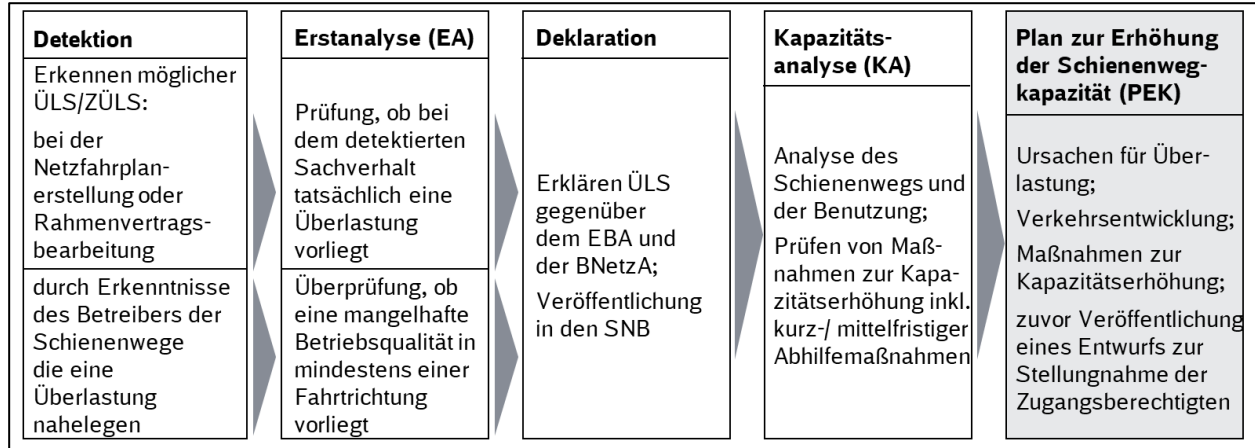 Detektion
Erkennen möglicher
ÜLS/ZÜLS:
bei der
Netzfahrplan-
erstellung oder
Rahmenvertrags-
bearbeitung
durch Erkenntnisse
des Betreibers der
Schienenwege
die eine
Überlastung
nahelegen
Erstanalyse (EA)
Prüfung, ob bei
dem detektierten
Sachverhalt
tatsächlich eine
Überlastung
vorliegt
Überprüfung, ob
eine mangelhafte
Betriebsqualität in
mindestens einer
Fahrtrichtung
vorliegt
Deklaration
Erklären ÜLS
gegenüber
dem EBA und
der BNetzA;
Veröffentlichung
in den SNB
Kapazitäts-
analyse (KA)
Analyse des
Schienenwegs und
der Benutzung;
Prüfen von Maß-
nahmen zur Kapa-
zitätserhöhung inkl.
kurz-/ mittelfristiger
Abhilfemaßnahmen
Plan zur Erhöhung
der Schienenweg-
kapazität (PEK)
Ursachen für Über-
lastung;
Verkehrsentwicklung;
Maßnahmen zur
Kapazitätserhöhung;
zuvor Veröffentlichung
eines Entwurfs zur
Stellungnahme der
Zugangsberechtigten